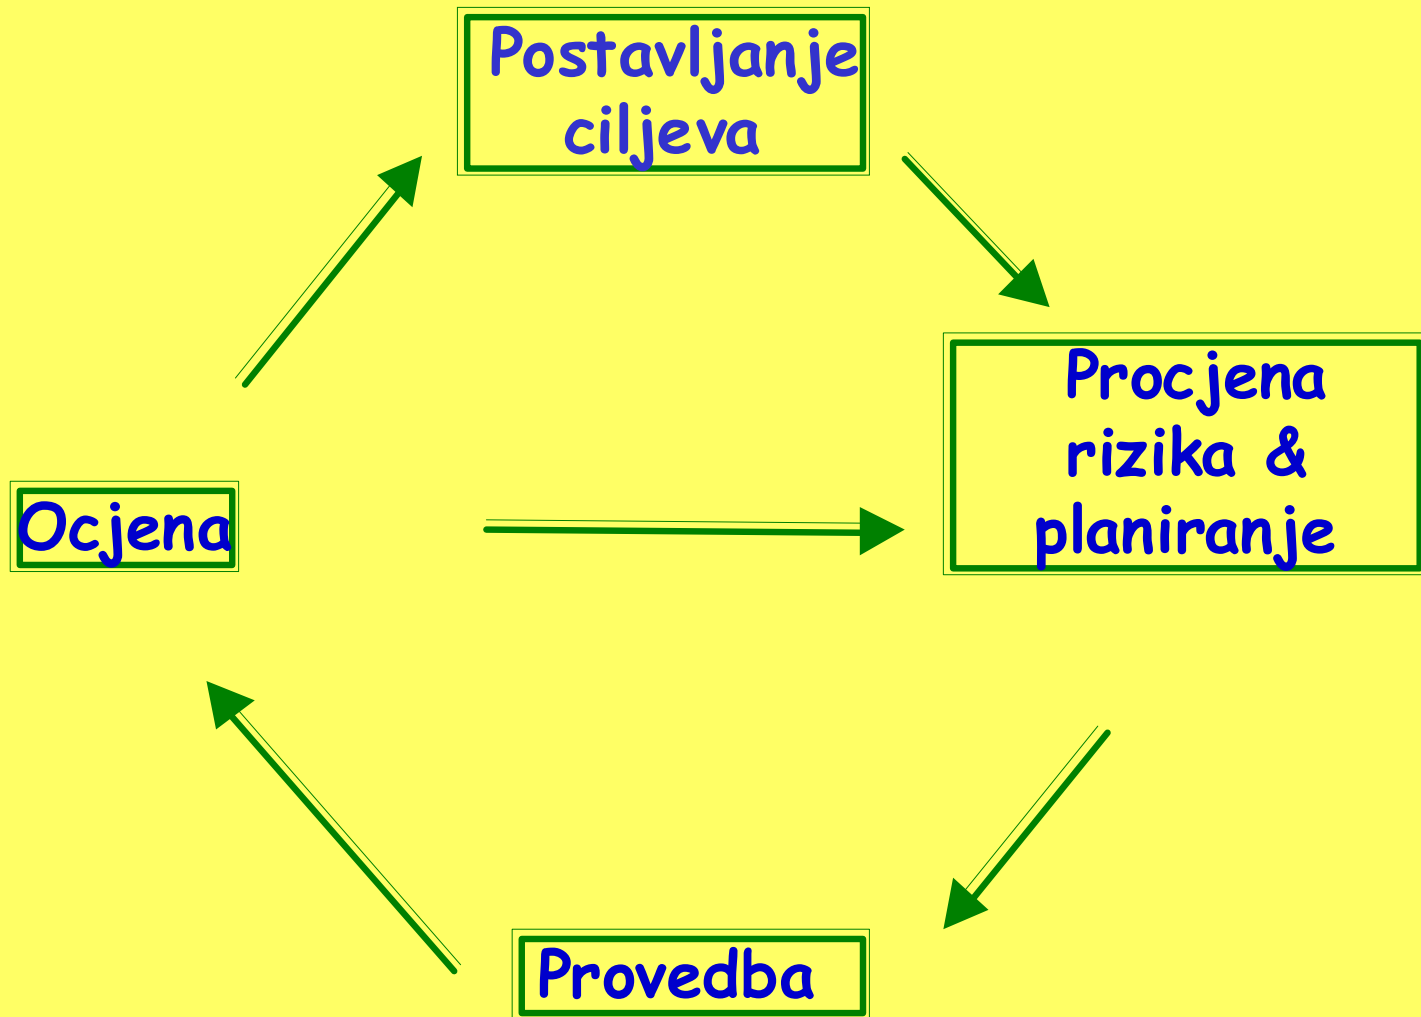 Postavljanje
ciljeva
Procjena
rizika &
planiranje
Ocjena
Provedba